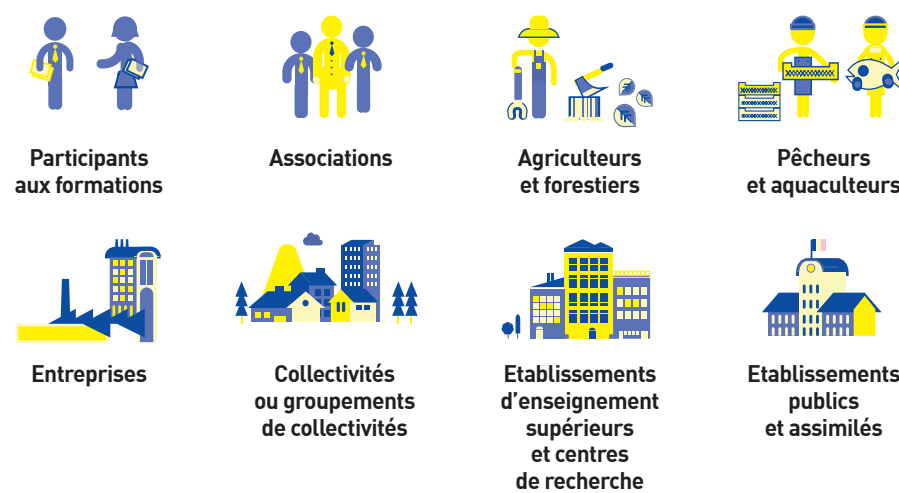 Participants
aux formations
Associations
Agriculteurs
et forestiers
Pêcheurs
et aquaculteurs
Entreprises
Collectivités
ou groupements
de collectivités
Etablissements
d'enseignement
supérieurs
et centres
de recherche
Etablissements
publics
et assimilés